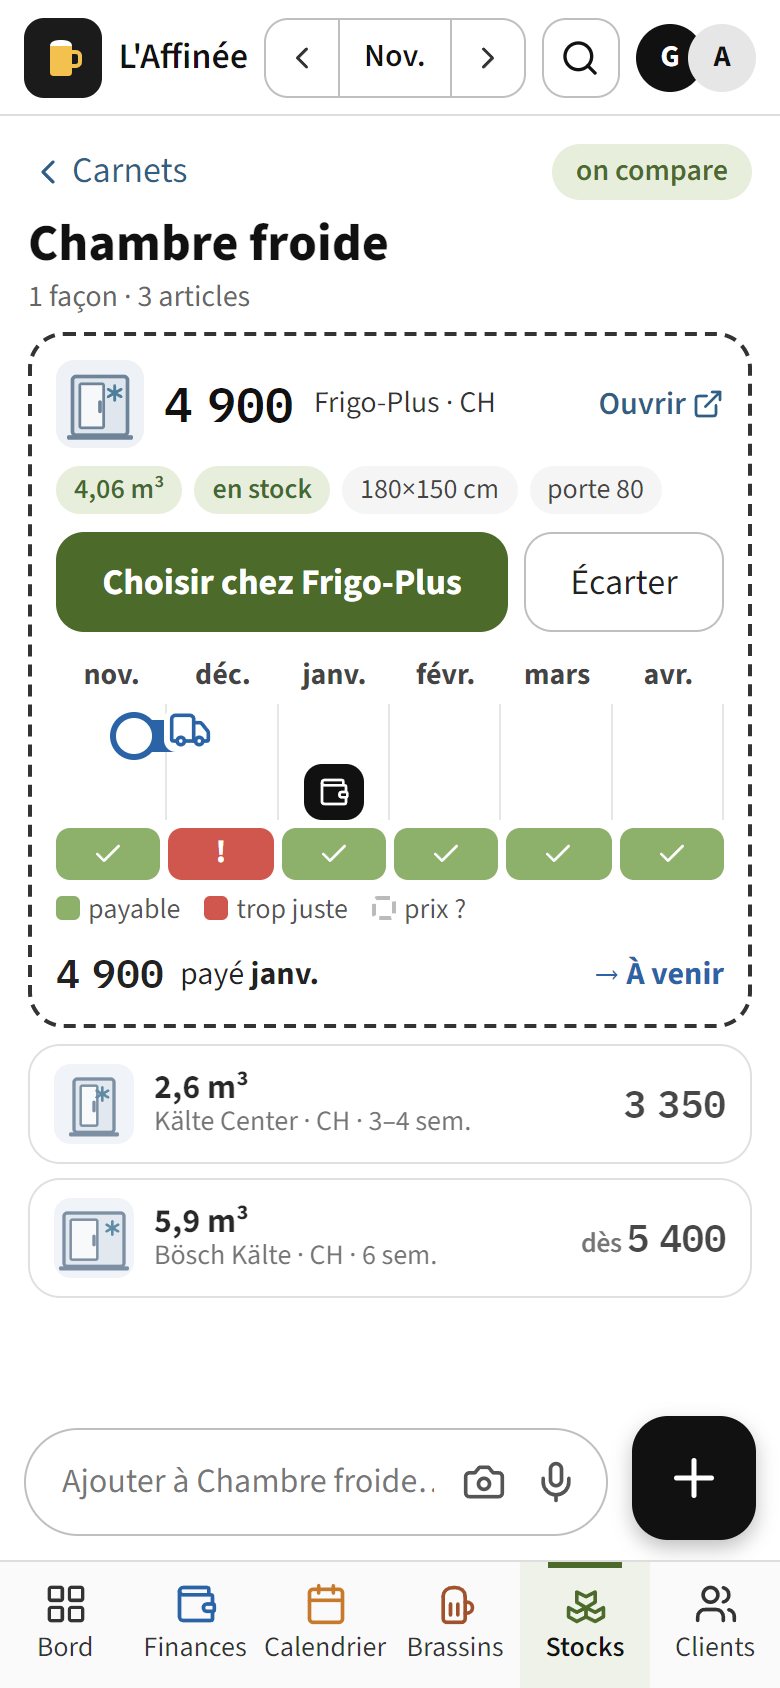 L'Affinée
Nov.
G A
Carnets
on compare
Chambre froide
1 façon · 3 articles
4 900 Frigo-Plus · CH
Ouvrir
4,06 m³ en stock 180×150 cm porte 80
Choisir chez Frigo-Plus
Écarter
nov. déc. janv. févr. mars avr.
!
payable trop juste prix ?
4 900 payé janv.
→ À venir
2,6 m³
Kälte Center · CH · 3–4 sem.
3 350
5,9 m³
Bösch Kälte · CH · 6 sem.
dès 5 400
Ajouter à Chambre froide..
Bord Finances Calendrier Brassins Stocks Clients